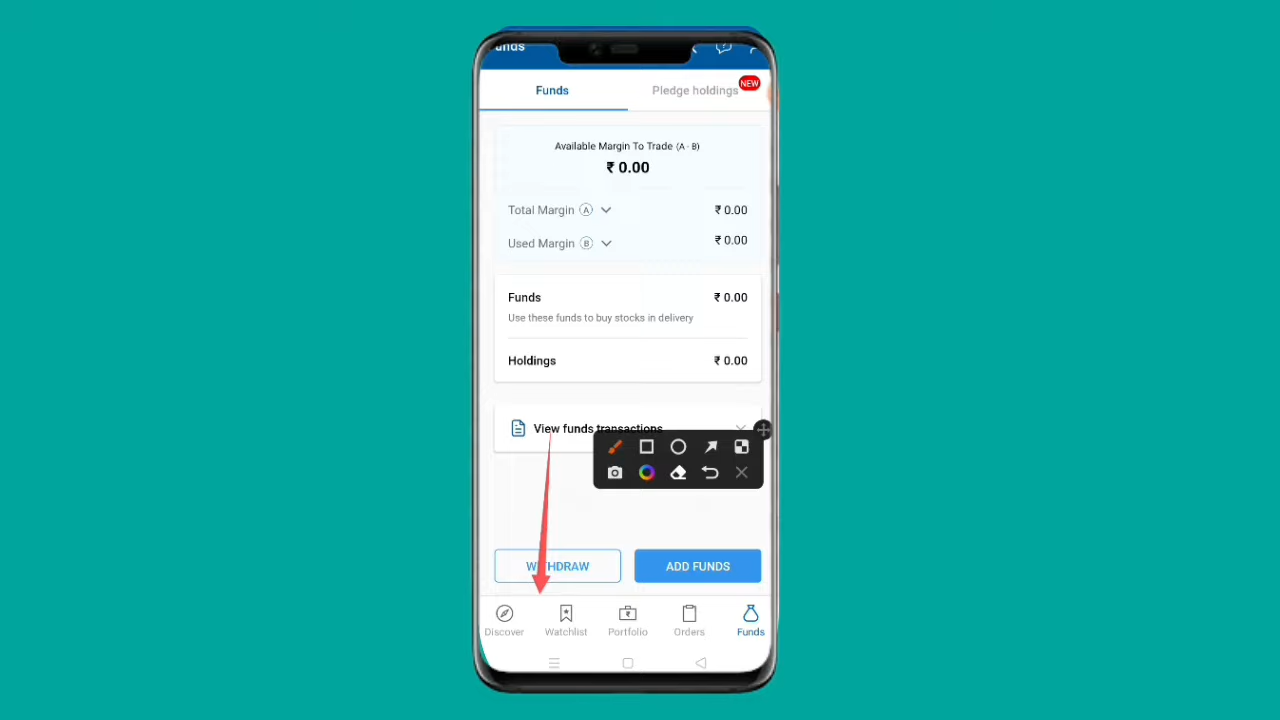 Funds
Funds
Pledge holdings
NEW
Available Margin To Trade (A - B)
₹ 0.00
Total Margin A ₹ 0.00
Used Margin B ₹ 0.00
Funds ₹ 0.00
Use these funds to buy stocks in delivery
Holdings ₹ 0.00
View funds transactions
WITHDRAW
ADD FUNDS
Discover
Watchlist
Portfolio
Orders
Funds